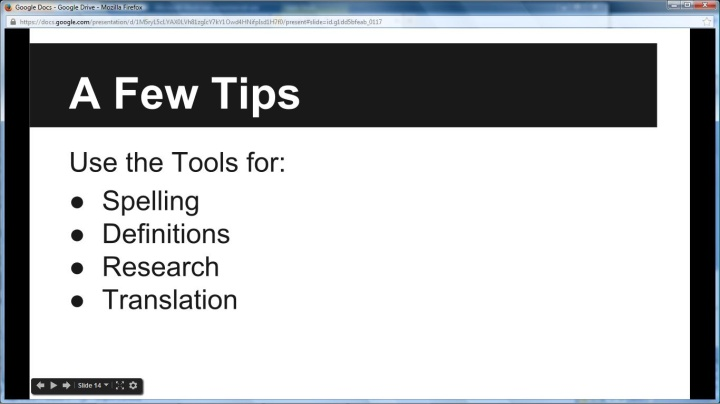 Google Docs - Google Drive - Mozilla Firefox
A Few Tips
Use the Tools for:
● Spelling
● Definitions
● Research
● Translation
Slide 14